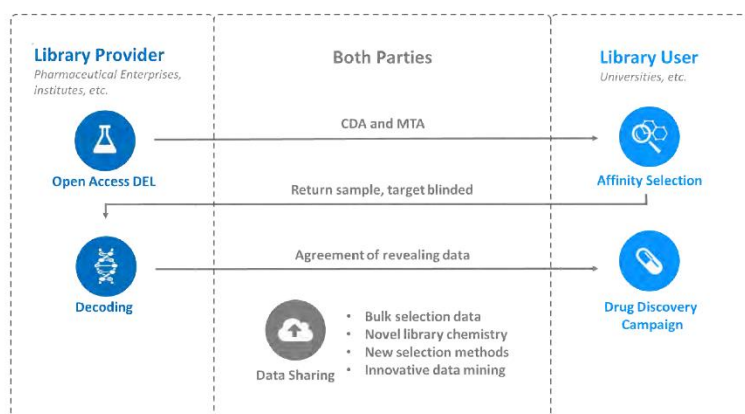 Library Provider
Pharmaceutical Enterprises,
institutes, etc.
Both Parties
Library User
Universities, etc.
CDA and MTA
Open Access DEL
Affinity Selection
Return sample, target blinded
Agreement of revealing data
Decoding
Drug Discovery
Campaign
• Bulk selection data
• Novel library chemistry
• New selection methods
• Innovative data mining
Data Sharing